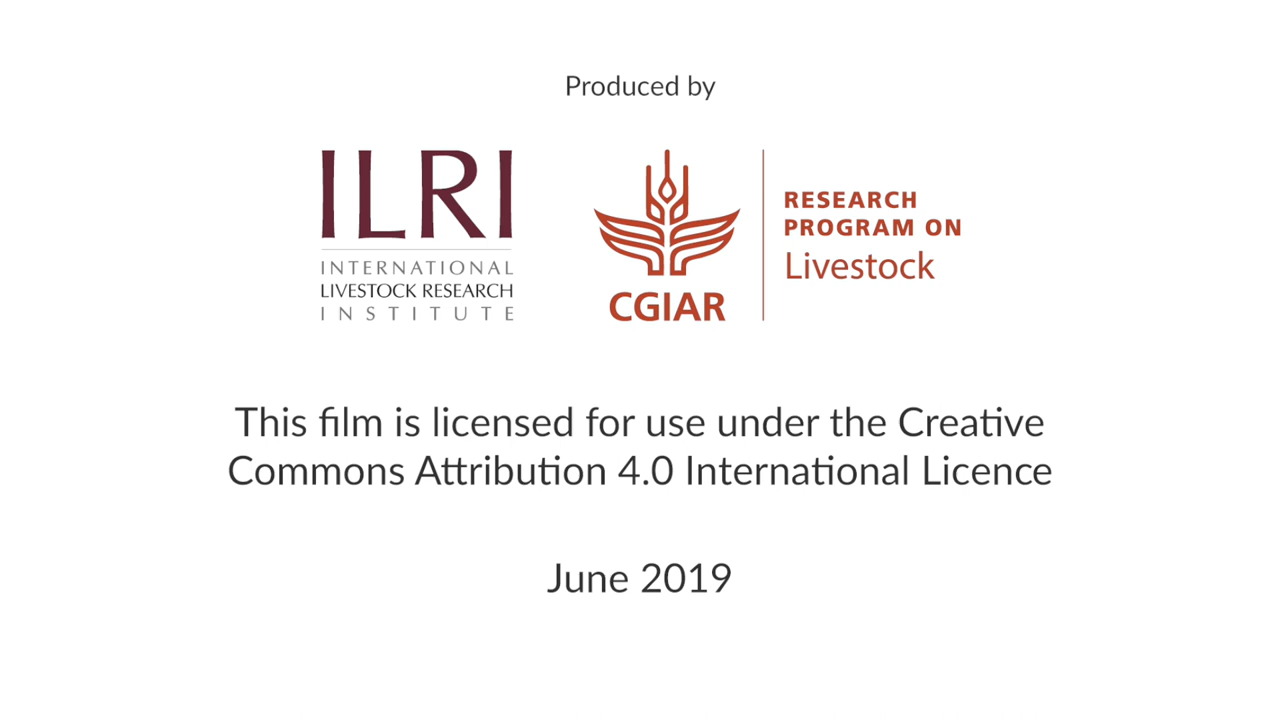 Produced by
ILRI
INTERNATIONAL
LIVESTOCK RESEARCH
INSTITUTE
CGIAR
RESEARCH
PROGRAM ON
Livestock
This film is licensed for use under the Creative
Commons Attribution 4.0 International Licence
June 2019